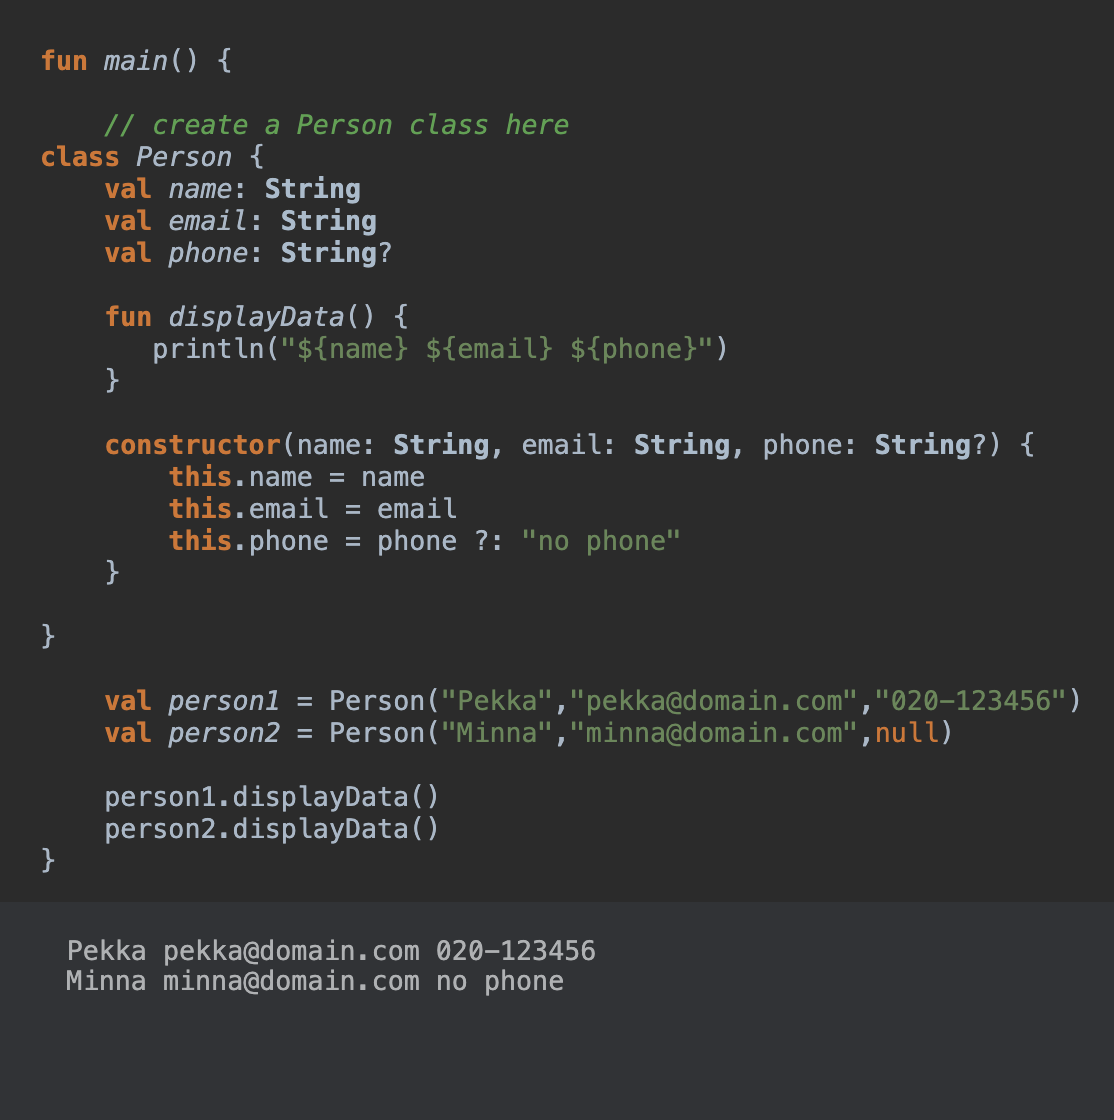 fun main() {
// create a Person class here
class Person {
val name: String
val email: String
val phone: String?
fun displayData() {
println("${name} ${email} ${phone}")
}
constructor(name: String, email: String, phone: String?) {
this.name = name
this.email = email
this.phone = phone ?: "no phone"
}
}
val person1 = Person("Pekka","pekka@domain.com","020-123456")
val person2 = Person("Minna","minna@domain.com",null)
person1.displayData()
person2.displayData()
}
Pekka pekka@domain.com 020-123456
Minna minna@domain.com no phone